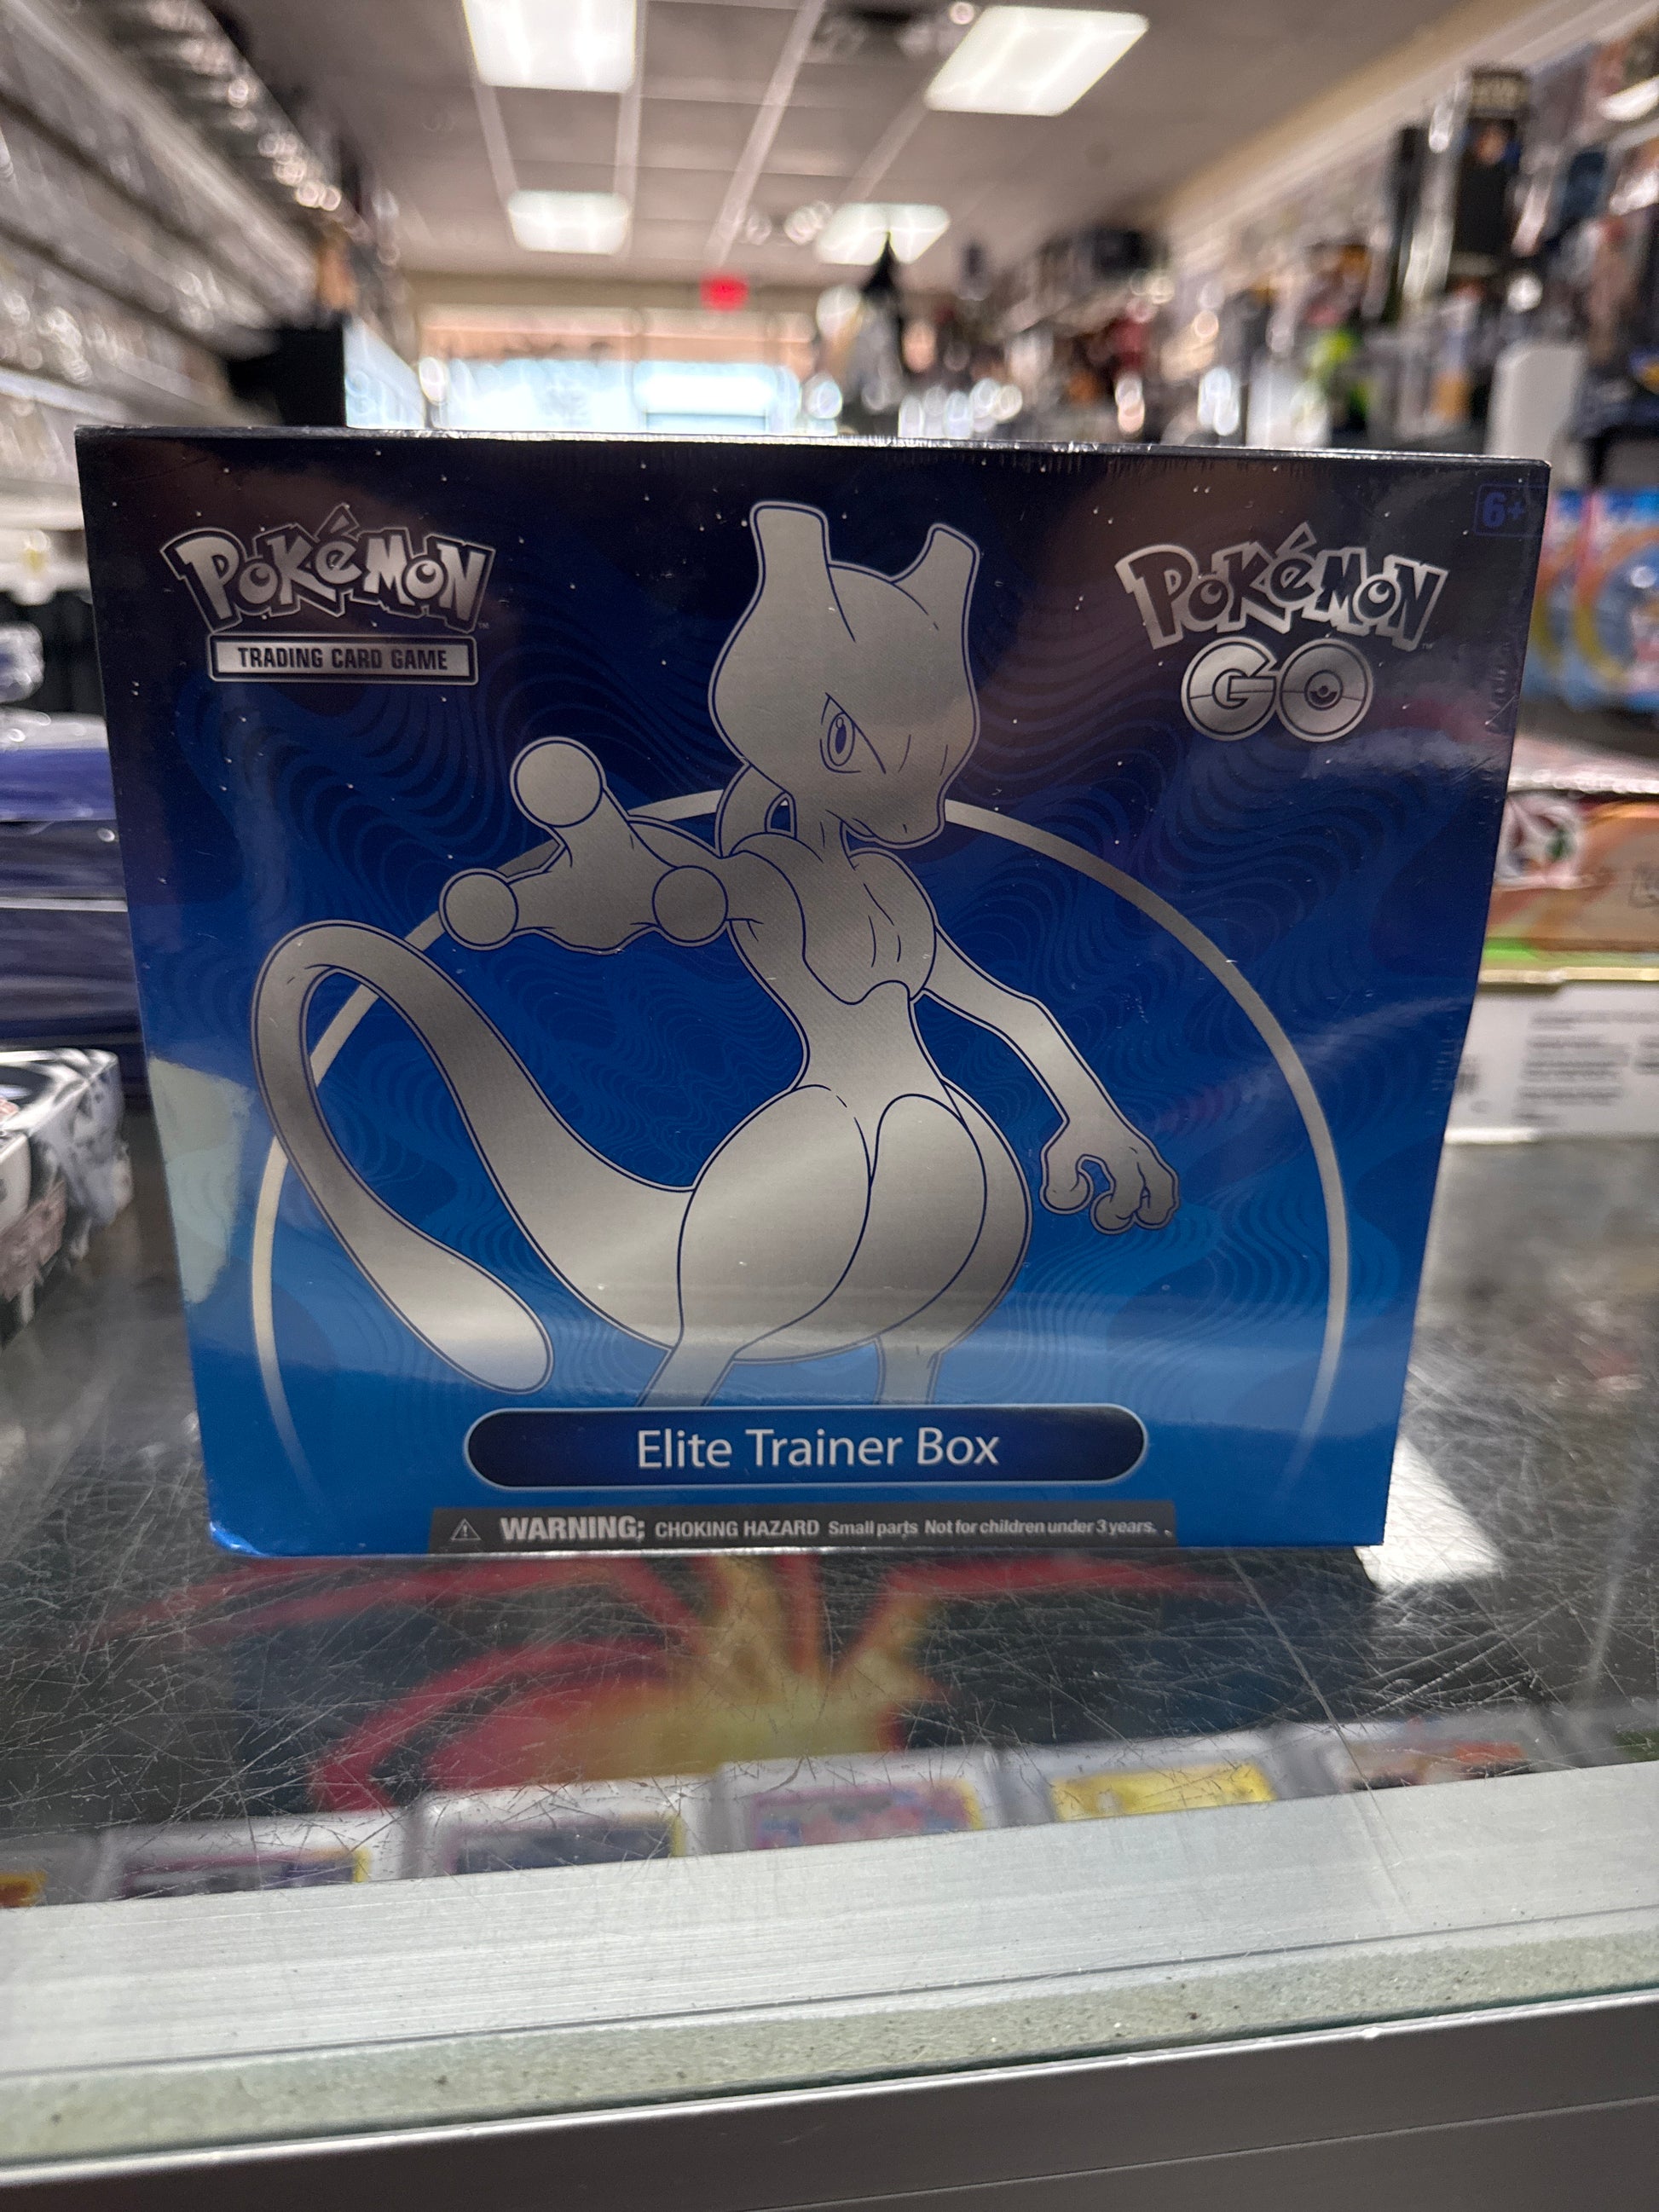 Pokémon
TRADING CARD GAME
Pokémon
GO
6+
Elite Trainer Box
WARNING: CHOKING HAZARD Small parts Not for children under 3 years.